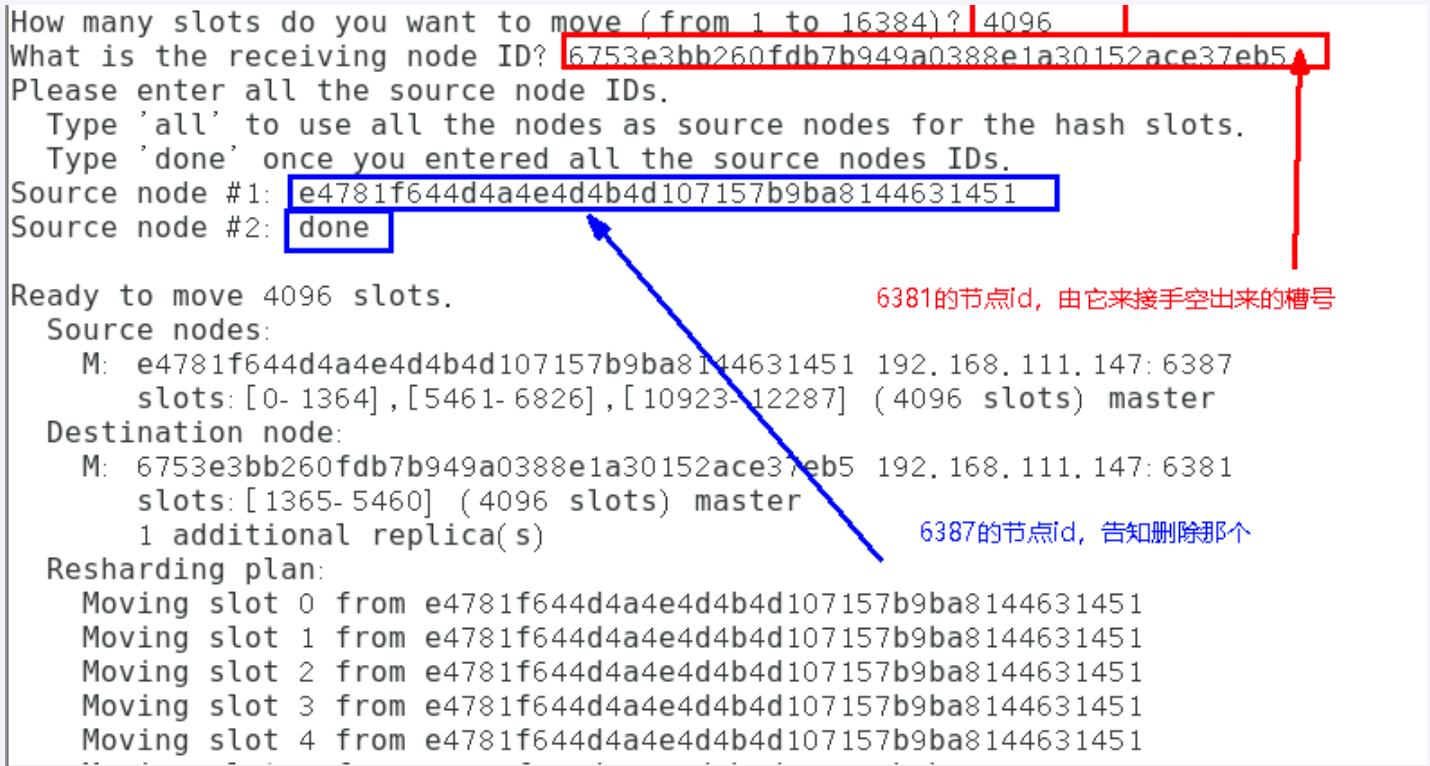 How many slots do you want to move (from 1 to 16384)? 4096
What is the receiving node ID? 6753e3bb260fdb7b949a0388e1a30152ace37eb5
Please enter all the source node IDs.
Type 'all' to use all the nodes as source nodes for the hash slots.
Type 'done' once you entered all the source nodes IDs.
Source node #1: e4781f644d4a4e4d4b4d107157b9ba8144631451
Source node #2: done
Ready to move 4096 slots.
6381的节点id，由它来接手空出来的槽号
Source nodes:
M: e4781f644d4a4e4d4b4d107157b9ba8144631451 192.168.111.147:6387
slots:[0-1364],[5461-6826],[10923-12287] (4096 slots) master
Destination node:
M: 6753e3bb260fdb7b949a0388e1a30152ace37eb5 192.168.111.147:6381
slots:[1365-5460] (4096 slots) master
1 additional replica(s)
6387的节点id，告知删除那个
Resharding plan:
Moving slot 0 from e4781f644d4a4e4d4b4d107157b9ba8144631451
Moving slot 1 from e4781f644d4a4e4d4b4d107157b9ba8144631451
Moving slot 2 from e4781f644d4a4e4d4b4d107157b9ba8144631451
Moving slot 3 from e4781f644d4a4e4d4b4d107157b9ba8144631451
Moving slot 4 from e4781f644d4a4e4d4b4d107157b9ba8144631451